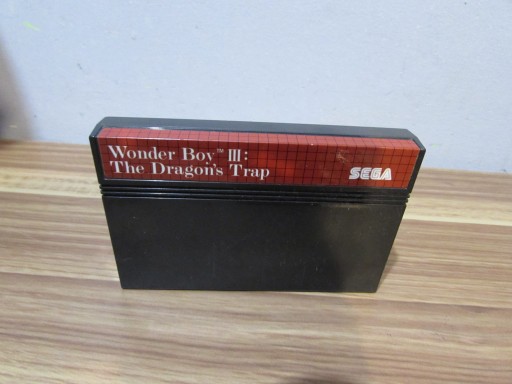 Wonder Boy™ III:
The Dragon's Trap
SEGA